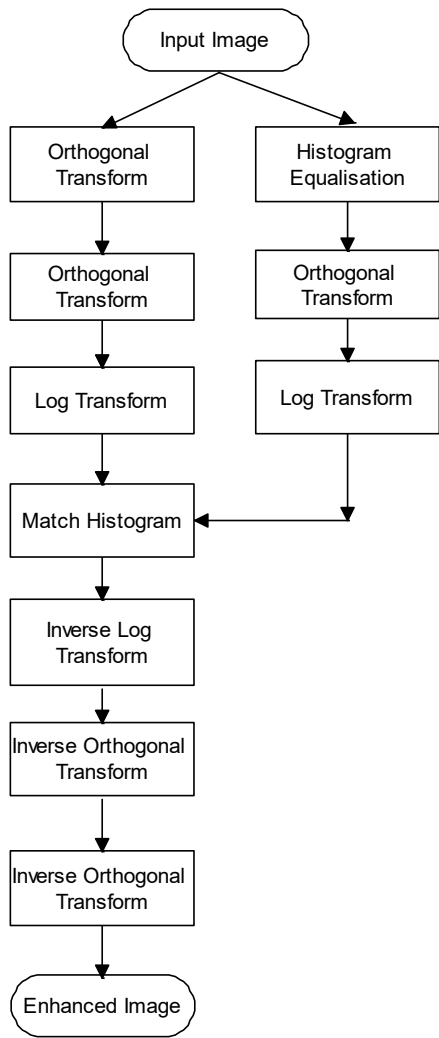 Input Image
Orthogonal
Transform
Histogram
Equalisation
Orthogonal
Transform
Orthogonal
Transform
Log Transform
Log Transform
Match Histogram
Inverse Log
Transform
Inverse Orthogonal
Transform
Inverse Orthogonal
Transform
Enhanced Image